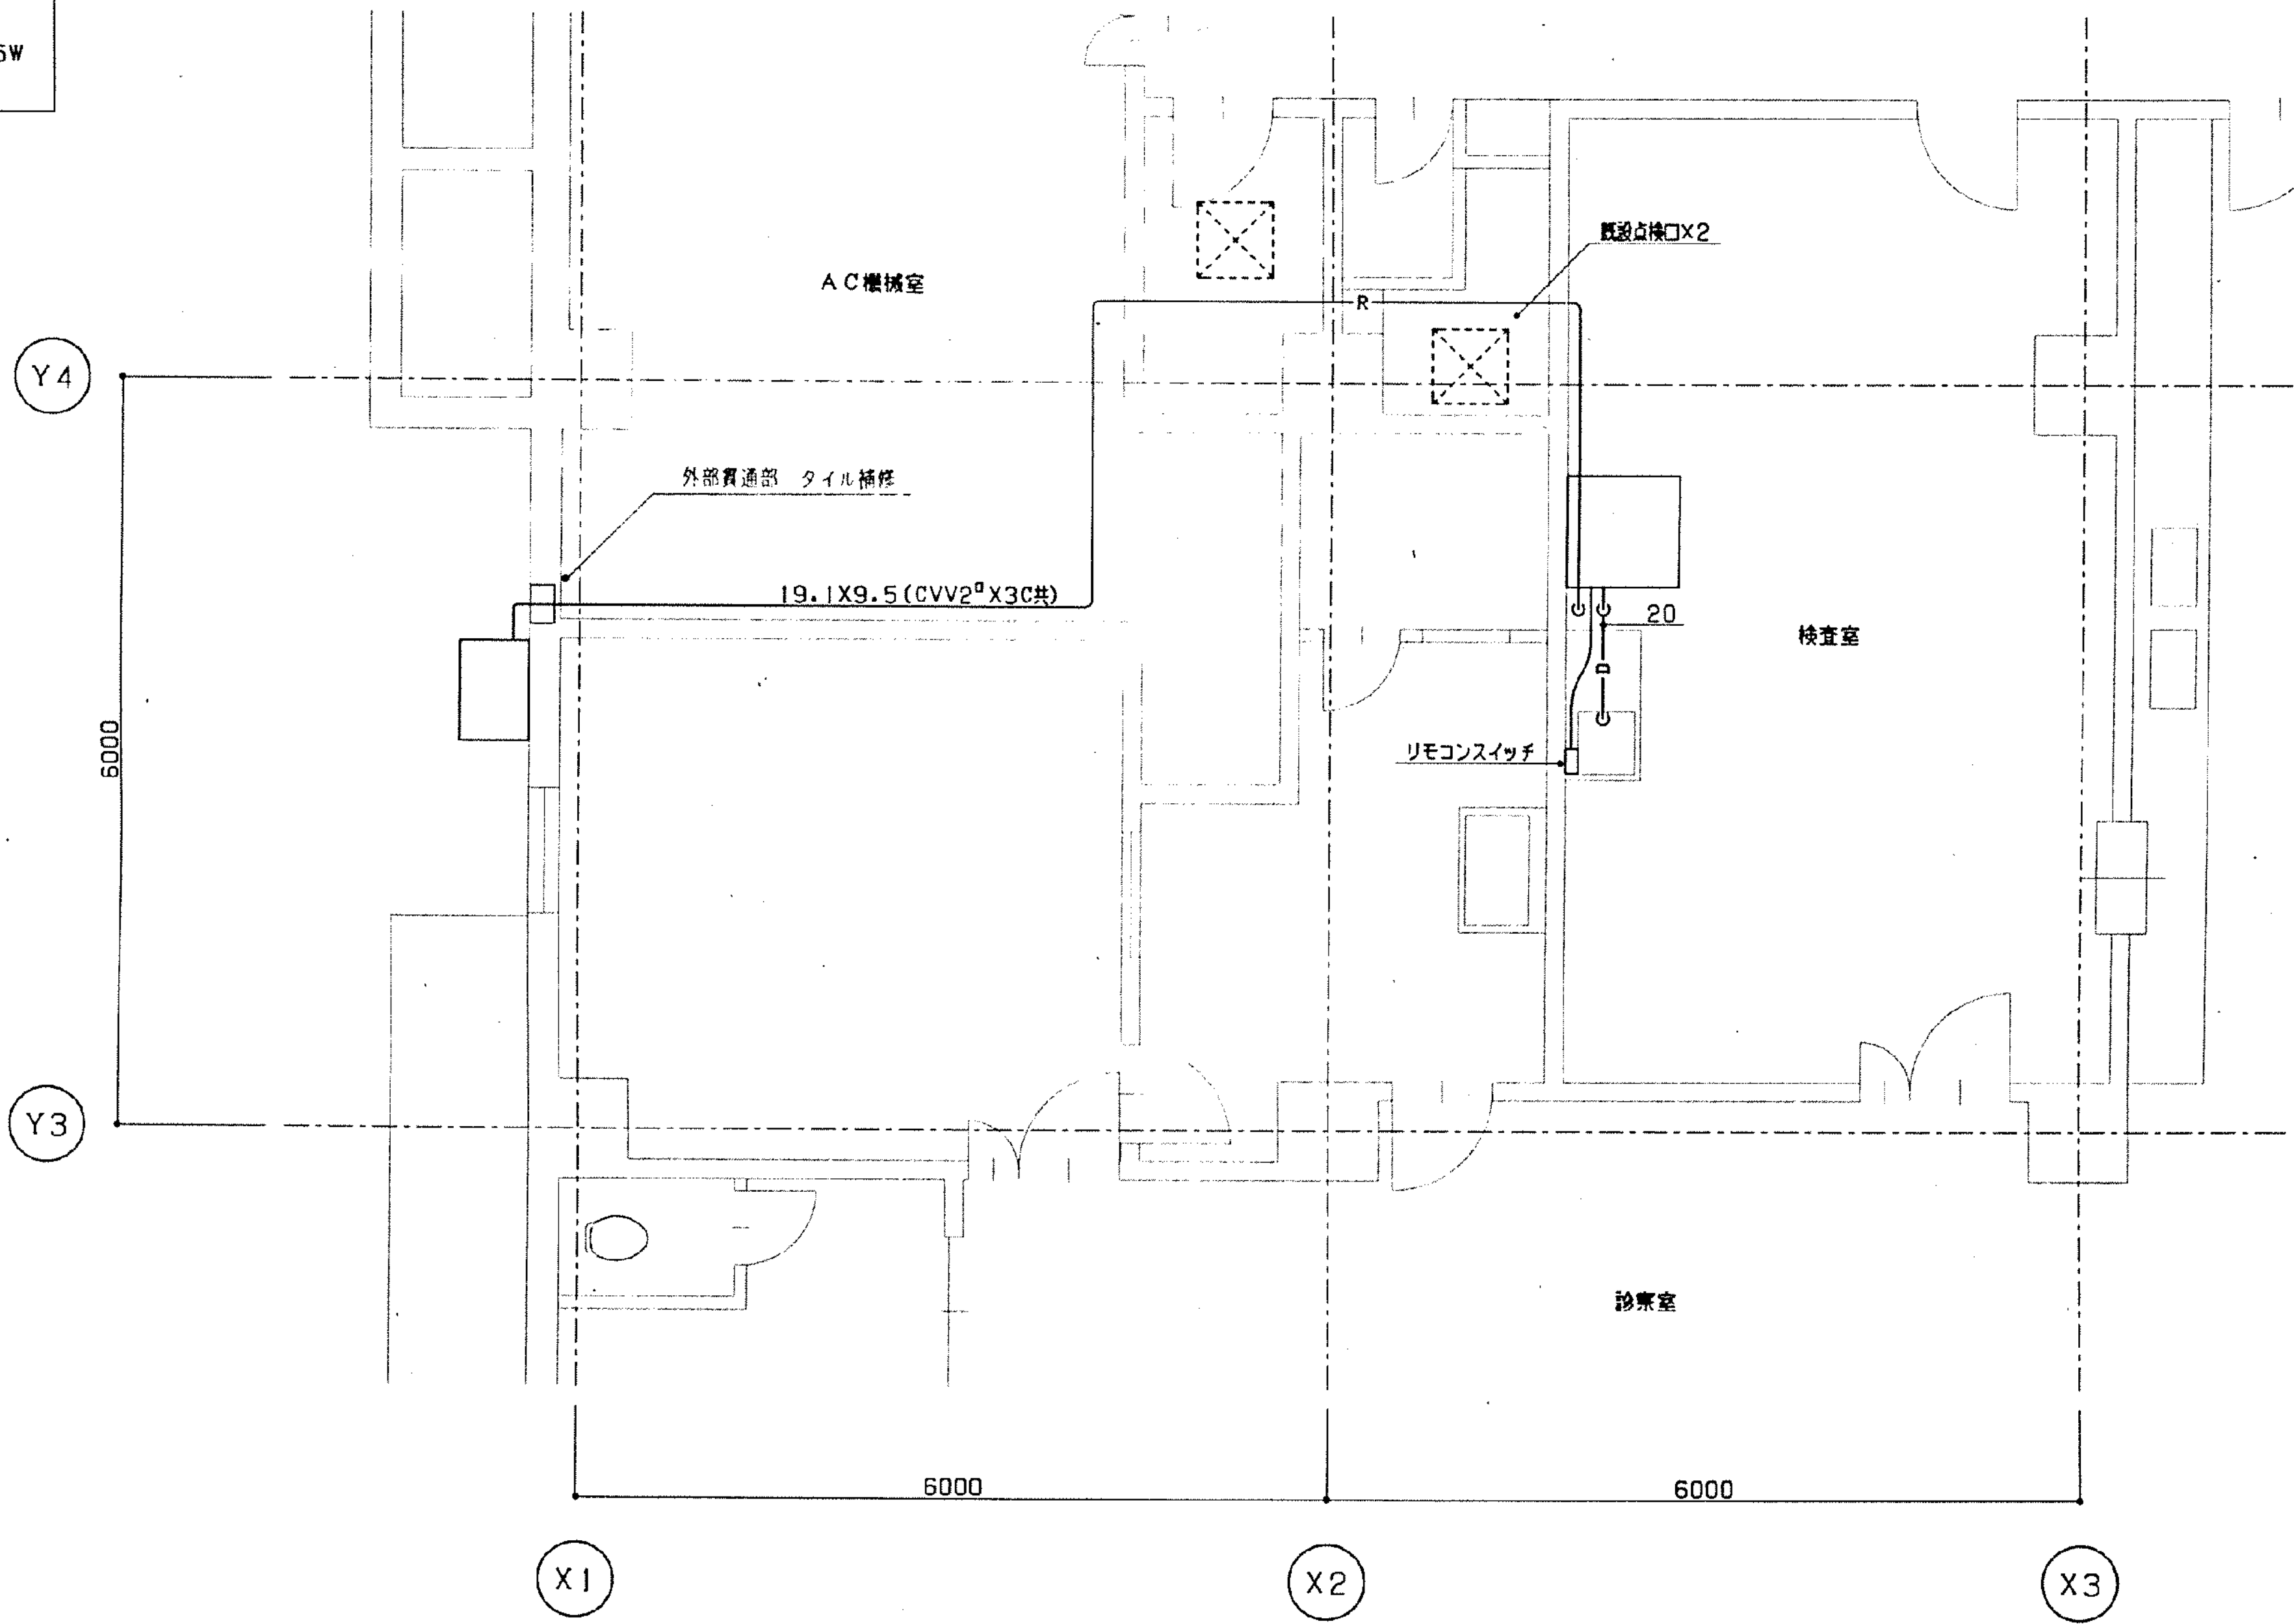 5W
AC機械室
既設点検口X2
R
Y4
外部貫通部 タイル補修
19.1X9.5(CVV2□X3C共)
20
検査室
6000
リモコンスイッチ
D
Y3
診察室
6000
6000
X1
X2
X3